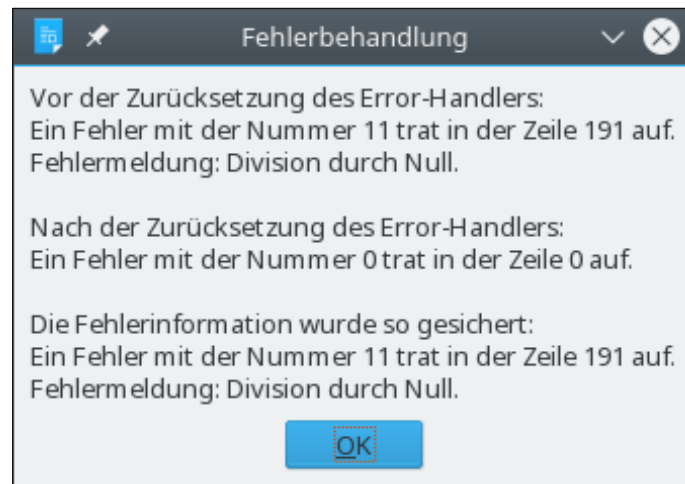 Fehlerbehandlung
Vor der Zurücksetzung des Error-Handlers:
Ein Fehler mit der Nummer 11 trat in der Zeile 191 auf.
Fehlermeldung: Division durch Null.
Nach der Zurücksetzung des Error-Handlers:
Ein Fehler mit der Nummer 0 trat in der Zeile 0 auf.
Die Fehlerinformation wurde so gesichert:
Ein Fehler mit der Nummer 11 trat in der Zeile 191 auf.
Fehlermeldung: Division durch Null.
OK